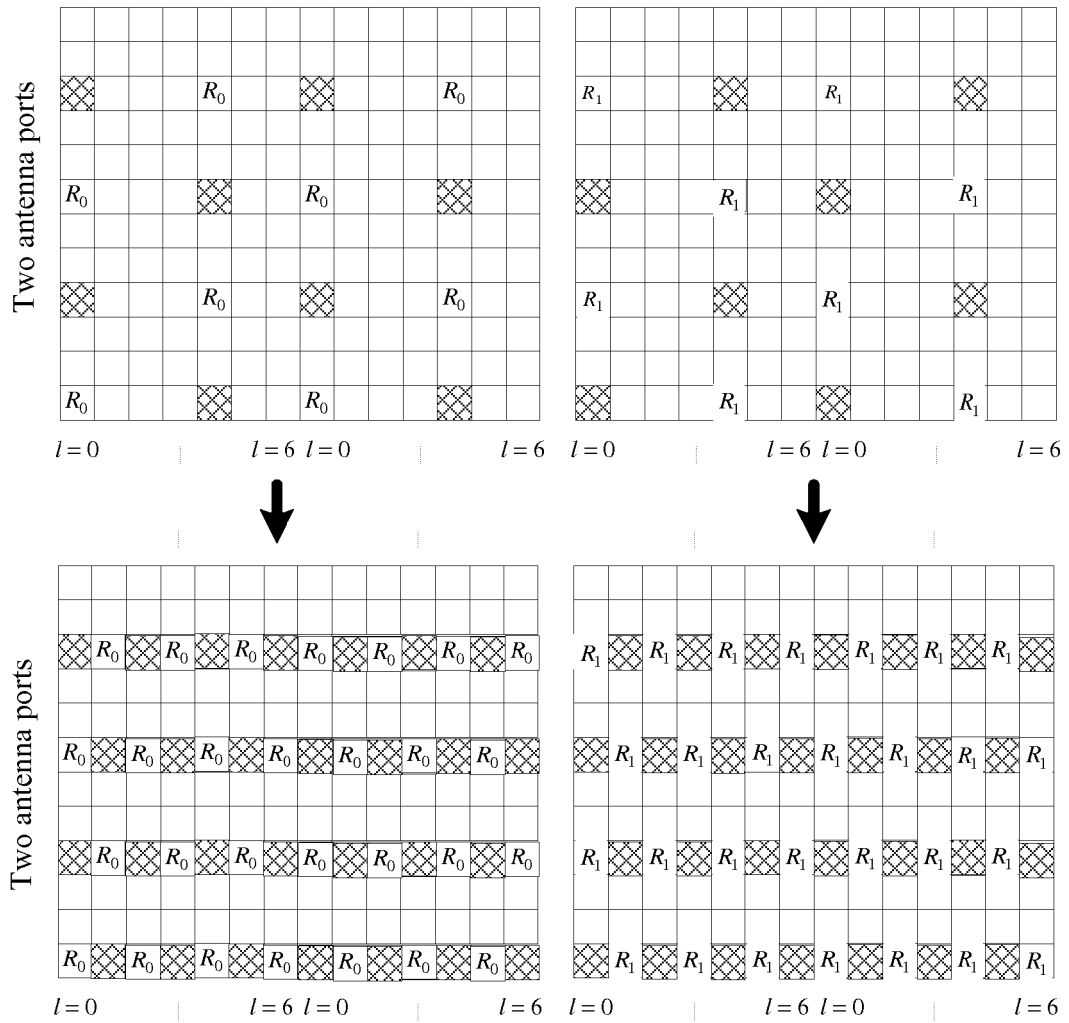 Two antenna ports
R₀ R₀ R₁ R₁
R₀ R₀ R₁ R₁
R₀ R₀ R₁ R₁
R₀ R₀ R₁ R₁
l = 0 l = 6 l = 0 l = 6 l = 0 l = 6 l = 0 l = 6
Two antenna ports
R₀ R₀ R₀ R₀ R₀ R₀ R₀ R₁ R₁ R₁ R₁ R₁ R₁ R₁
R₀ R₀ R₀ R₀ R₀ R₀ R₀ R₁ R₁ R₁ R₁ R₁ R₁ R₁
R₀ R₀ R₀ R₀ R₀ R₀ R₀ R₁ R₁ R₁ R₁ R₁ R₁ R₁
R₀ R₀ R₀ R₀ R₀ R₀ R₀ R₁ R₁ R₁ R₁ R₁ R₁ R₁
l = 0 l = 6 l = 0 l = 6 l = 0 l = 6 l = 0 l = 6